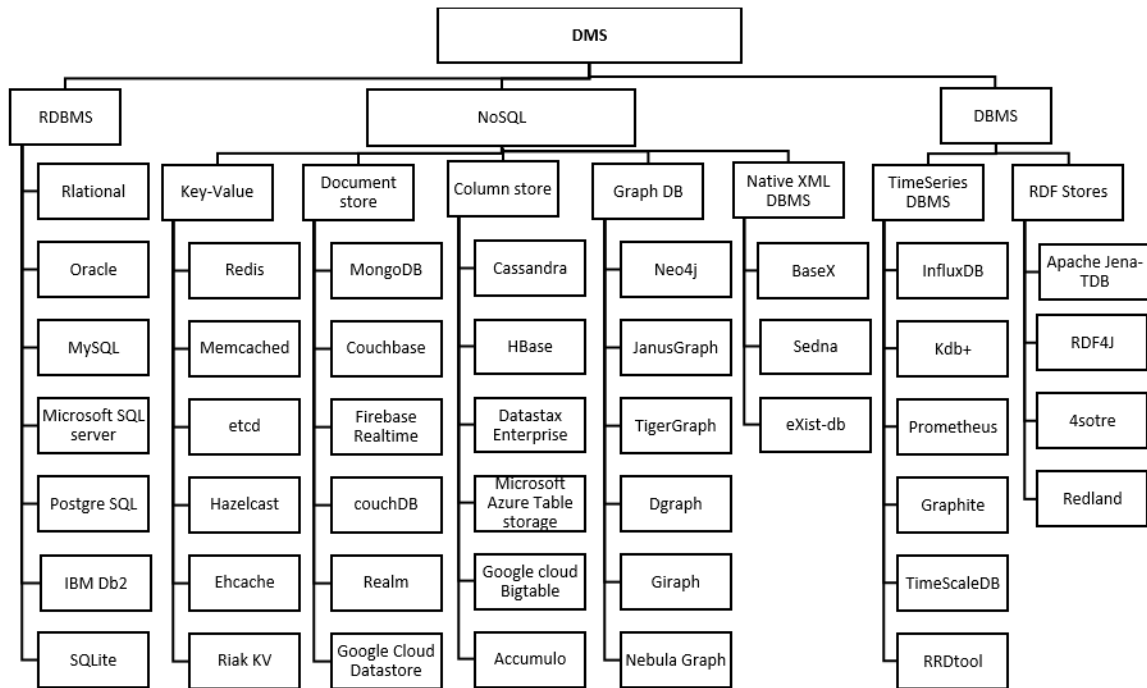 DMS
RDBMS
NoSQL
DBMS
Rlational
Key-Value
Document
store
Column store
Graph DB
Native XML
DBMS
TimeSeries
DBMS
RDF Stores
Oracle
Redis
MongoDB
Cassandra
Neo4j
BaseX
InfluxDB
Apache Jena-
TDB
MySQL
Memcached
Couchbase
HBase
JanusGraph
Sedna
Kdb+
RDF4J
Microsoft SQL
server
etcd
Firebase
Realtime
Datastax
Enterprise
TigerGraph
eXist-db
Prometheus
4sotre
Postgre SQL
Hazelcast
couchDB
Microsoft
Azure Table
storage
Dgraph
Graphite
Redland
IBM Db2
Ehcache
Realm
Google cloud
Bigtable
Giraph
TimeScaleDB
SQLite
Riak KV
Google Cloud
Datastore
Accumulo
Nebula Graph
RRDtool